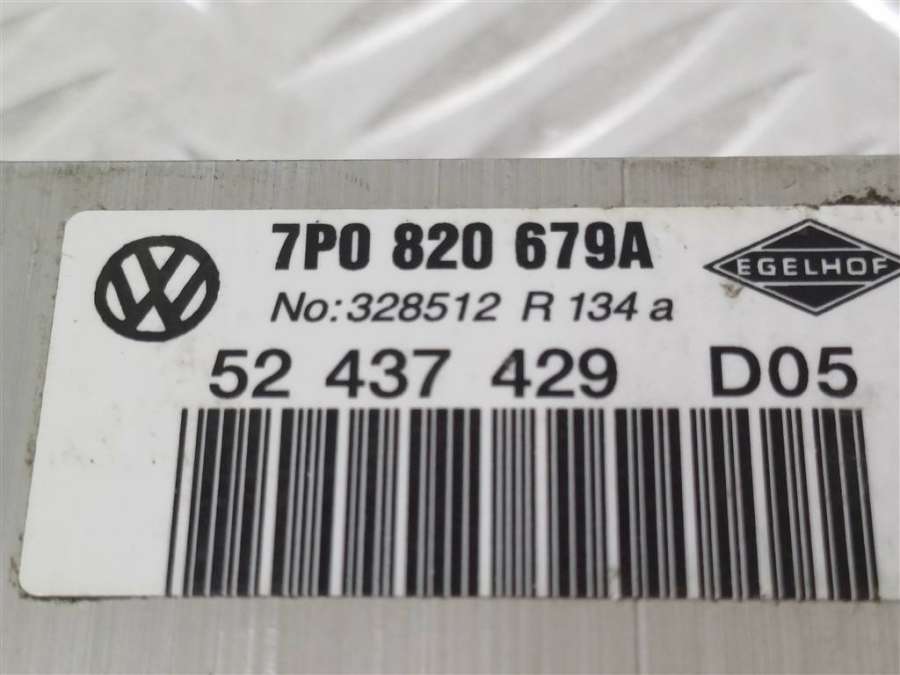 7P0 820 679A
EGELHOF
No:328512 R 134 a
52 437 429 D05